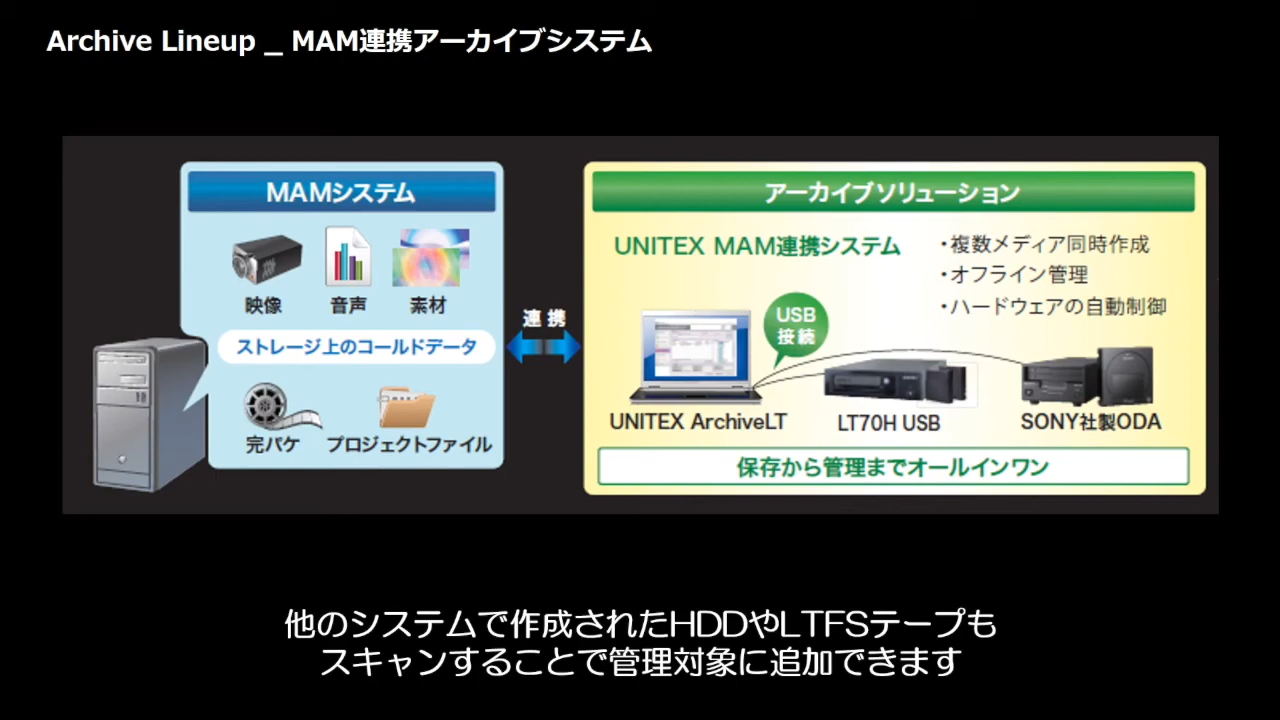 Archive Lineup _ MAM連携アーカイブシステム
MAMシステム
映像
音声
素材
ストレージ上のコールドデータ
完パケ
プロジェクトファイル
連携
アーカイブソリューション
UNITEX MAM連携システム
・複数メディア同時作成
・オフライン管理
・ハードウェアの自動制御
USB
接続
UNITEX ArchiveLT
LT70H USB
SONY社製ODA
保存から管理までオールインワン
他のシステムで作成されたHDDやLTFSテープも
スキャンすることで管理対象に追加できます